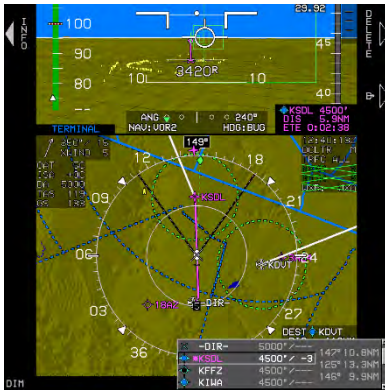 29.92
INFO
DELETE
100
90
80
45
40
3420R
10
10
ANG
240°
NAV:VOR2
HDG:BUG
KSDL 4500'
DIS 5.9NM
ETE 0:02:38
TERMINAL
149°
12
18
09
06
03
36
24
27
KSDL
KDVT
-DIR-
DEST KDVT
-DIR- 5000'/---
KSDL 4500'/ -3
147° 10.8NM
KFFZ 4500'/---
125° 13.3NM
KIWA 4500'/---
146° 9.9NM
DIM